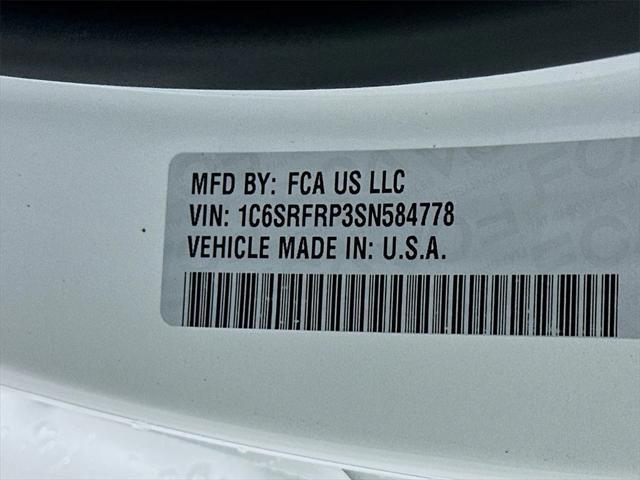 MFD BY: FCA US LLC
VIN: 1C6SRFRP3SN584778
VEHICLE MADE IN: U.S.A.